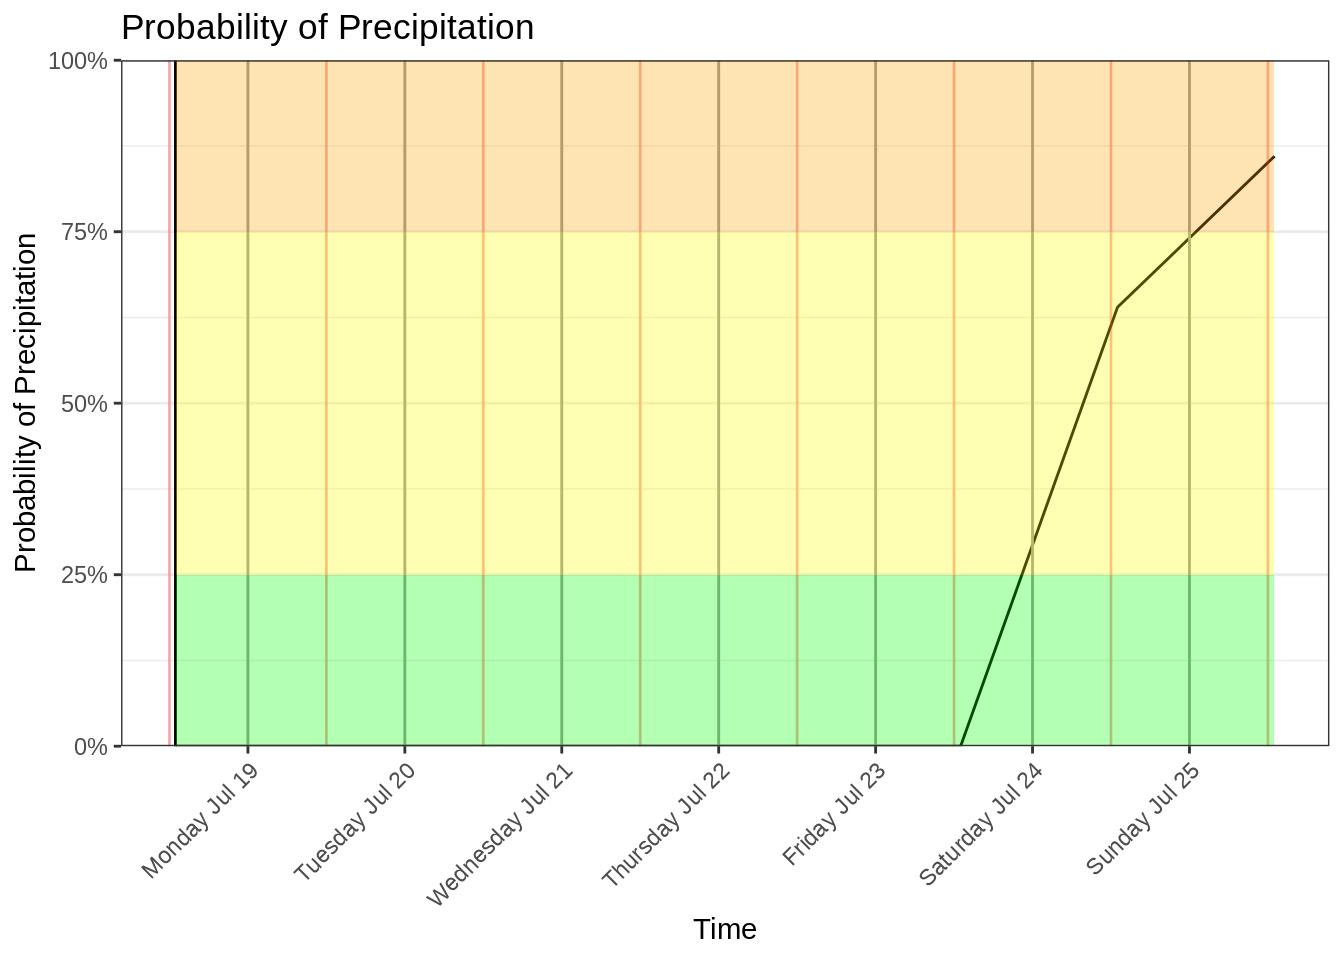 Probability of Precipitation
Probability of Precipitation
100%
75%
50%
25%
0%
Monday Jul 19
Tuesday Jul 20
Wednesday Jul 21
Thursday Jul 22
Friday Jul 23
Saturday Jul 24
Sunday Jul 25
Time